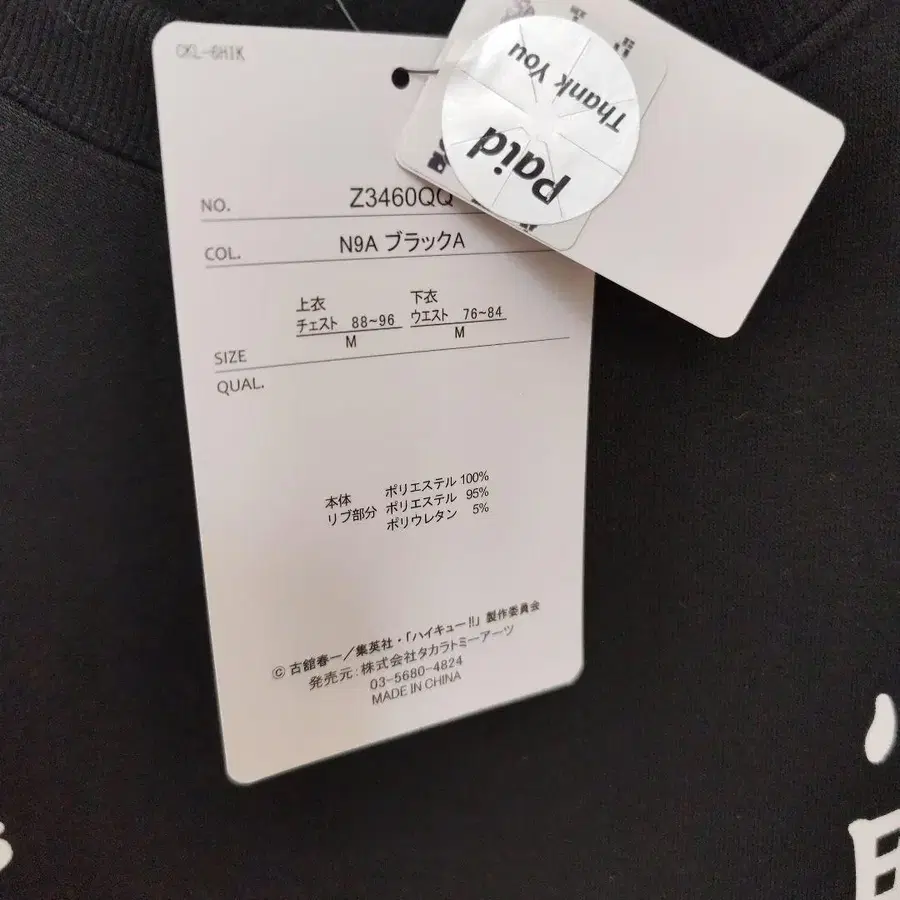 CKL-6HIK
NO. Z3460QQ
COL. N9A ブラックA
上衣 下衣
チェスト 88~96 ウエスト 76~84
M M
SIZE
QUAL.
本体 ポリエステル 100%
リブ部分 ポリエステル 95%
ポリウレタン 5%
© 古舘春一/集英社・「ハイキュー!!」製作委員会
発売元:株式会社タカラトミーアーツ
03-5680-4824
MADE IN CHINA
Paid
Thank You